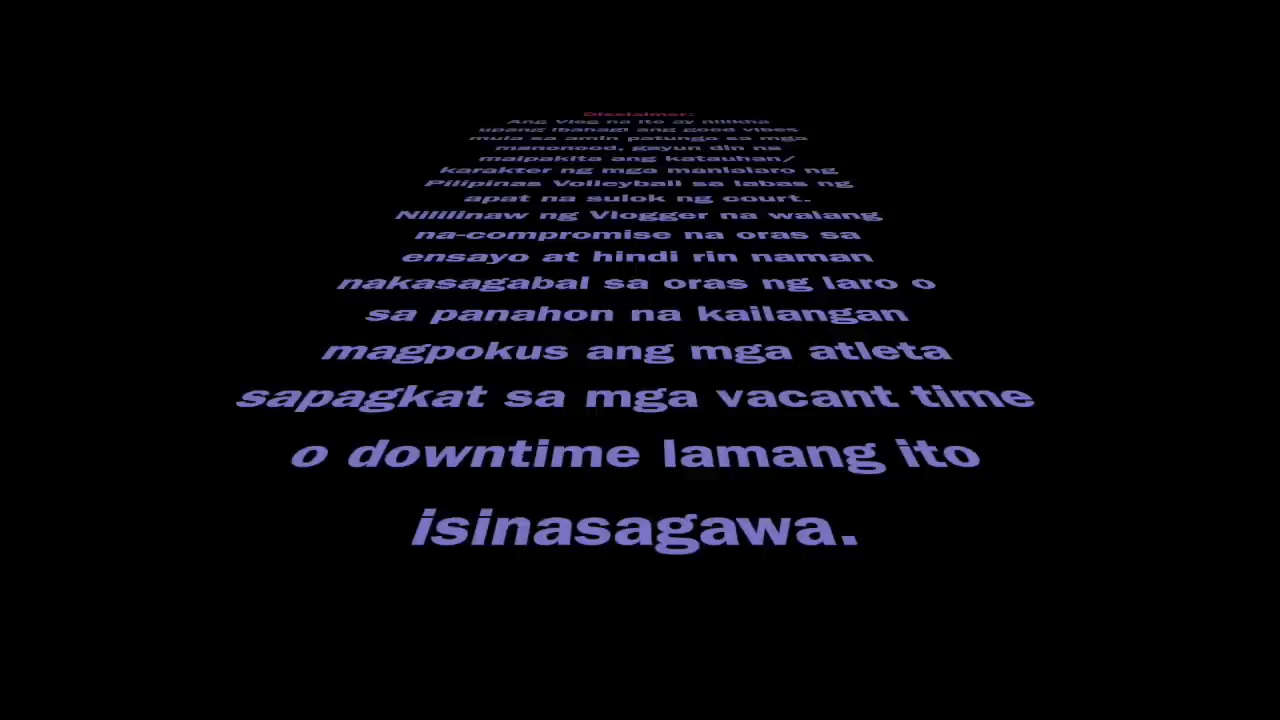 Disclaimer:
Ang Vlog na ito ay nilikha
upang ibahagi ang good vibes
mula sa amin patungo sa mga
manonood, gayun din na
maipakita ang katauhan/
karakter ng mga manlalaro ng
Pilipinas Volleyball sa labas ng
apat na sulok ng court.
Nililinaw ng Vlogger na walang
na-compromise na oras sa
ensayo at hindi rin naman
nakasagabal sa oras ng laro o
sa panahon na kailangan
magpokus ang mga atleta
sapagkat sa mga vacant time
o downtime lamang ito
isinasagawa.